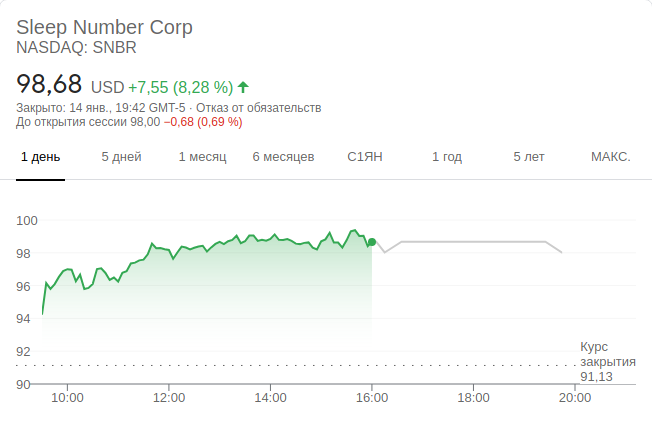 Sleep Number Corp
NASDAQ: SNBR
98,68 USD +7,55 (8,28 %)
Закрыто: 14 янв., 19:42 GMT-5 · Отказ от обязательств
До открытия сессии 98,00 −0,68 (0,69 %)
1 день 5 дней 1 месяц 6 месяцев С1ЯН 1 год 5 лет МАКС.
100
98
96
94
92
Курс
закрытия
91,13
90
10:00 12:00 14:00 16:00 18:00 20:00